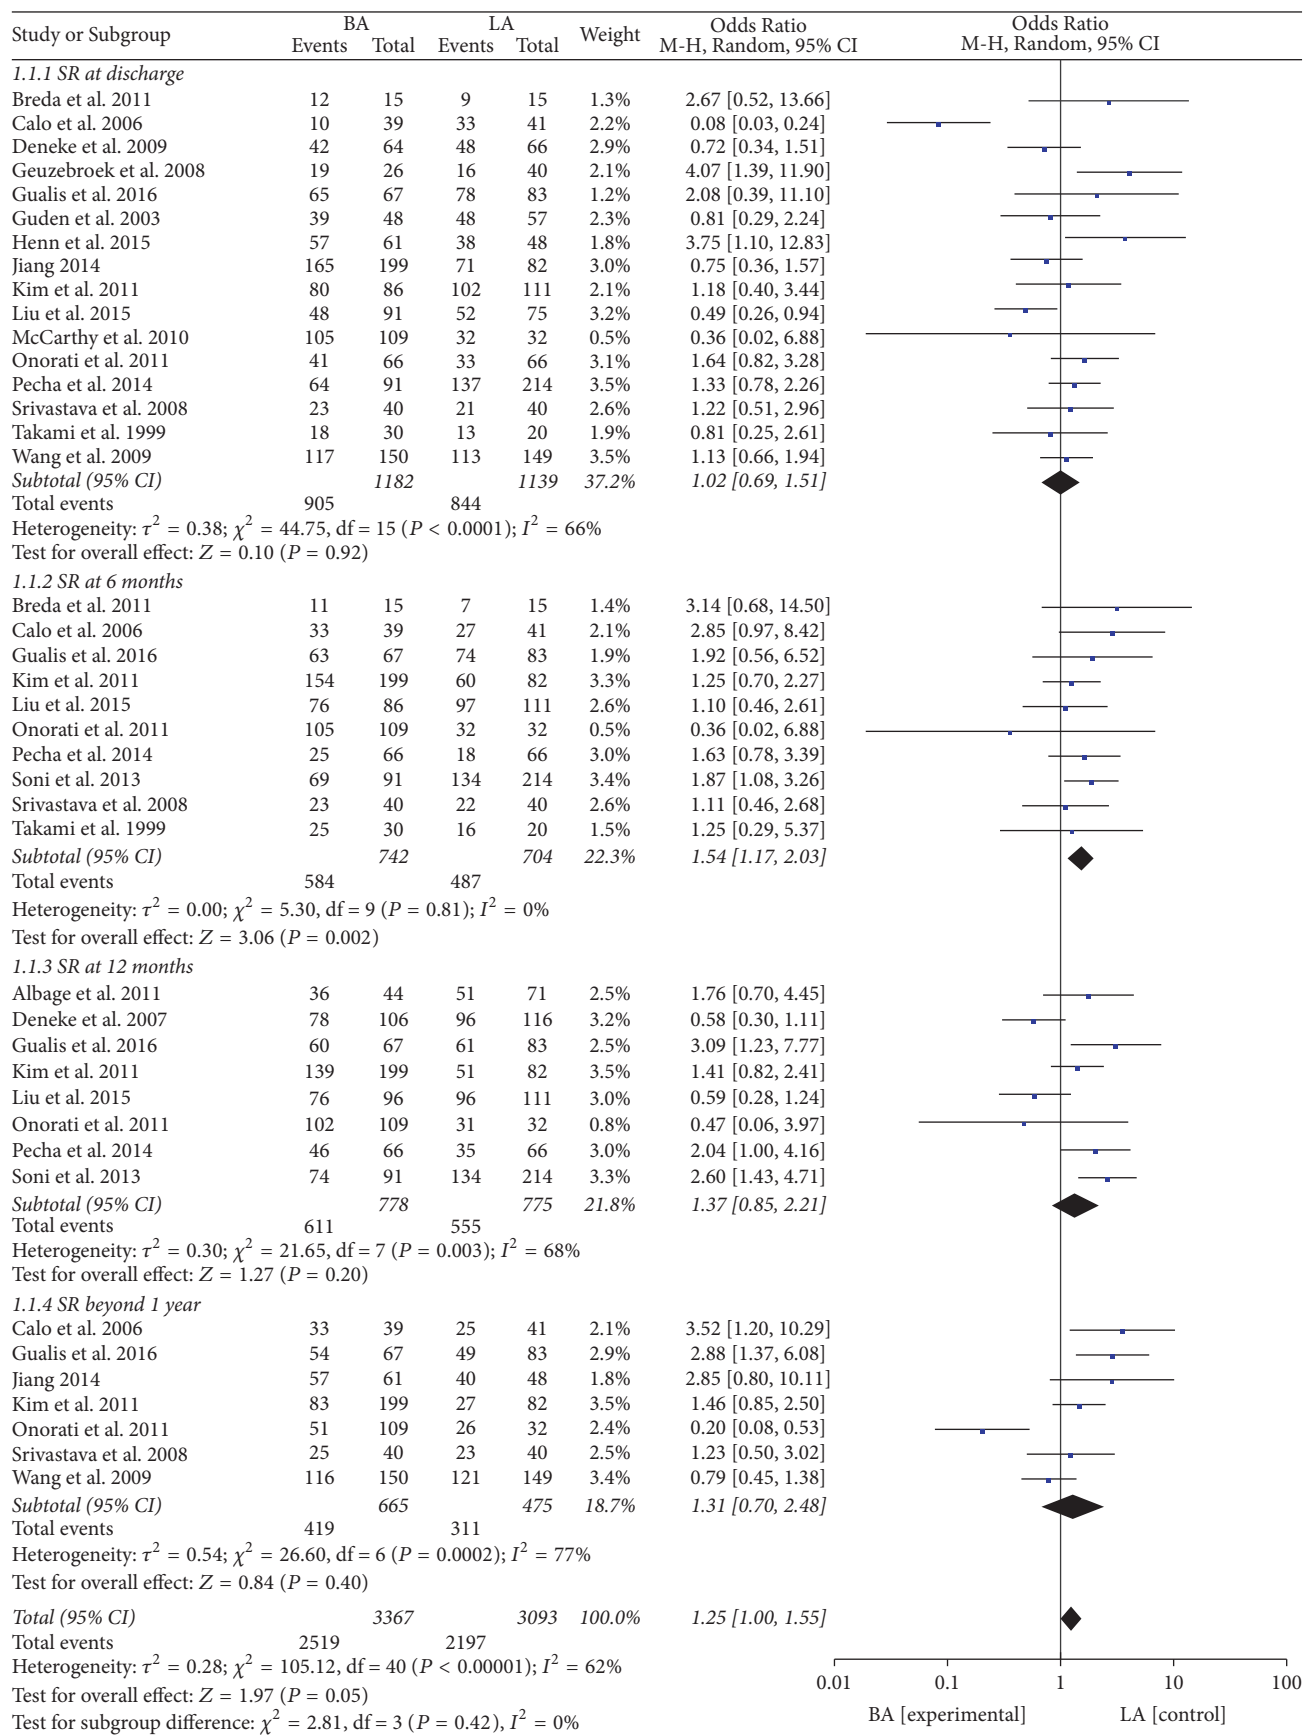 Study or Subgroup BA LA Weight Odds Ratio Odds Ratio
Events Total Events Total M-H, Random, 95% CI M-H, Random, 95% CI
1.1.1 SR at discharge
Breda et al. 2011 12 15 9 15 1.3% 2.67 [0.52, 13.66]
Calo et al. 2006 10 39 33 41 2.2% 0.08 [0.03, 0.24]
Deneke et al. 2009 42 64 48 66 2.9% 0.72 [0.34, 1.51]
Geuzebroek et al. 2008 19 26 16 40 2.1% 4.07 [1.39, 11.90]
Gualis et al. 2016 65 67 78 83 1.2% 2.08 [0.39, 11.10]
Guden et al. 2003 39 48 48 57 2.3% 0.81 [0.29, 2.24]
Henn et al. 2015 57 61 38 48 1.8% 3.75 [1.10, 12.83]
Jiang 2014 165 199 71 82 3.0% 0.75 [0.36, 1.57]
Kim et al. 2011 80 86 102 111 2.1% 1.18 [0.40, 3.44]
Liu et al. 2015 48 91 52 75 3.2% 0.49 [0.26, 0.94]
McCarthy et al. 2010 105 109 32 32 0.5% 0.36 [0.02, 6.88]
Onorati et al. 2011 41 66 33 66 3.1% 1.64 [0.82, 3.28]
Pecha et al. 2014 64 91 137 214 3.5% 1.33 [0.78, 2.26]
Srivastava et al. 2008 23 40 21 40 2.6% 1.22 [0.51, 2.96]
Takami et al. 1999 18 30 13 20 1.9% 0.81 [0.25, 2.61]
Wang et al. 2009 117 150 113 149 3.5% 1.13 [0.66, 1.94]
Subtotal (95% CI) 1182 1139 37.2% 1.02 [0.69, 1.51]
Total events 905 844
Heterogeneity: τ² = 0.38; χ² = 44.75, df = 15 (P < 0.0001); I² = 66%
Test for overall effect: Z = 0.10 (P = 0.92)
1.1.2 SR at 6 months
Breda et al. 2011 11 15 7 15 1.4% 3.14 [0.68, 14.50]
Calo et al. 2006 33 39 27 41 2.1% 2.85 [0.97, 8.42]
Gualis et al. 2016 63 67 74 83 1.9% 1.92 [0.56, 6.52]
Kim et al. 2011 154 199 60 82 3.3% 1.25 [0.70, 2.27]
Liu et al. 2015 76 86 97 111 2.6% 1.10 [0.46, 2.61]
Onorati et al. 2011 105 109 32 32 0.5% 0.36 [0.02, 6.88]
Pecha et al. 2014 25 66 18 66 3.0% 1.63 [0.78, 3.39]
Soni et al. 2013 69 91 134 214 3.4% 1.87 [1.08, 3.26]
Srivastava et al. 2008 23 40 22 40 2.6% 1.11 [0.46, 2.68]
Takami et al. 1999 25 30 16 20 1.5% 1.25 [0.29, 5.37]
Subtotal (95% CI) 742 704 22.3% 1.54 [1.17, 2.03]
Total events 584 487
Heterogeneity: τ² = 0.00; χ² = 5.30, df = 9 (P = 0.81); I² = 0%
Test for overall effect: Z = 3.06 (P = 0.002)
1.1.3 SR at 12 months
Albage et al. 2011 36 44 51 71 2.5% 1.76 [0.70, 4.45]
Deneke et al. 2007 78 106 96 116 3.2% 0.58 [0.30, 1.11]
Gualis et al. 2016 60 67 61 83 2.5% 3.09 [1.23, 7.77]
Kim et al. 2011 139 199 51 82 3.5% 1.41 [0.82, 2.41]
Liu et al. 2015 76 96 96 111 3.0% 0.59 [0.28, 1.24]
Onorati et al. 2011 102 109 31 32 0.8% 0.47 [0.06, 3.97]
Pecha et al. 2014 46 66 35 66 3.0% 2.04 [1.00, 4.16]
Soni et al. 2013 74 91 134 214 3.3% 2.60 [1.43, 4.71]
Subtotal (95% CI) 778 775 21.8% 1.37 [0.85, 2.21]
Total events 611 555
Heterogeneity: τ² = 0.30; χ² = 21.65, df = 7 (P = 0.003); I² = 68%
Test for overall effect: Z = 1.27 (P = 0.20)
1.1.4 SR beyond 1 year
Calo et al. 2006 33 39 25 41 2.1% 3.52 [1.20, 10.29]
Gualis et al. 2016 54 67 49 83 2.9% 2.88 [1.37, 6.08]
Jiang 2014 57 61 40 48 1.8% 2.85 [0.80, 10.11]
Kim et al. 2011 83 199 27 82 3.5% 1.46 [0.85, 2.50]
Onorati et al. 2011 51 109 26 32 2.4% 0.20 [0.08, 0.53]
Srivastava et al. 2008 25 40 23 40 2.5% 1.23 [0.50, 3.02]
Wang et al. 2009 116 150 121 149 3.4% 0.79 [0.45, 1.38]
Subtotal (95% CI) 665 475 18.7% 1.31 [0.70, 2.48]
Total events 419 311
Heterogeneity: τ² = 0.54; χ² = 26.60, df = 6 (P = 0.0002); I² = 77%
Test for overall effect: Z = 0.84 (P = 0.40)
Total (95% CI) 3367 3093 100.0% 1.25 [1.00, 1.55]
Total events 2519 2197
Heterogeneity: τ² = 0.28; χ² = 105.12, df = 40 (P < 0.00001); I² = 62%
Test for overall effect: Z = 1.97 (P = 0.05)
Test for subgroup difference: χ² = 2.81, df = 3 (P = 0.42), I² = 0%
0.01 0.1 1 10 100
BA [experimental] LA [control]